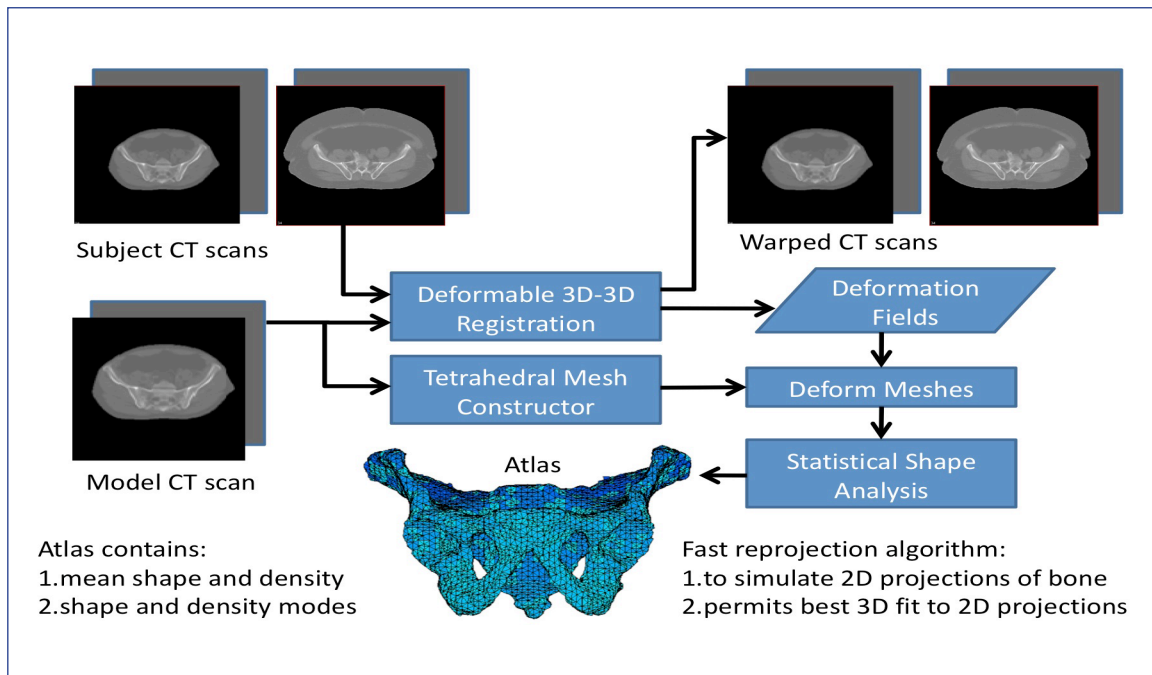 Subject CT scans
Warped CT scans
Deformable 3D-3D
Registration
Deformation
Fields
Tetrahedral Mesh
Constructor
Deform Meshes
Model CT scan
Atlas
Statistical Shape
Analysis
Atlas contains:
1.mean shape and density
2.shape and density modes
Fast reprojection algorithm:
1.to simulate 2D projections of bone
2.permits best 3D fit to 2D projections